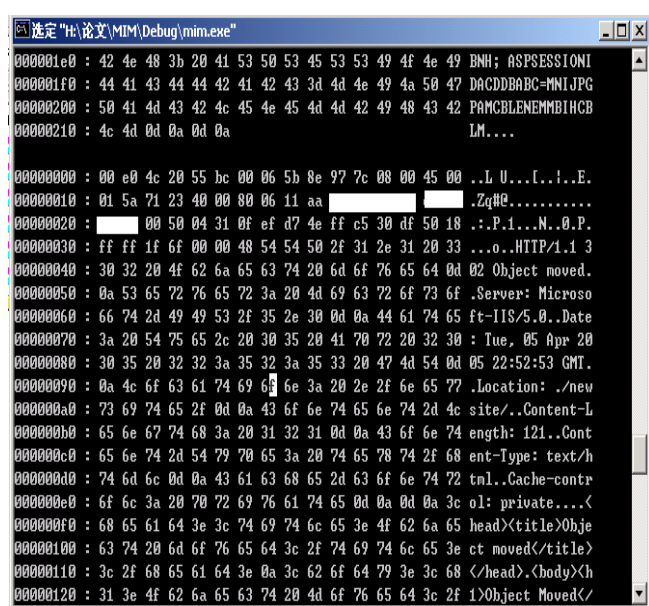 选定 "H:\论文\MIM\Debug\mim.exe"
000001e0 : 42 4e 48 3b 20 41 53 50 53 45 53 53 49 4f 4e 49 BNH; ASPSESSIONI
000001f0 : 44 41 43 44 44 42 41 42 43 3d 4d 4e 49 4a 50 47 DACDDBABC=MNIJPG
00000200 : 50 41 4d 43 42 4c 45 4e 45 4d 4d 42 49 48 43 42 PAMCBLENEMMBIHCB
00000210 : 4c 4d 0d 0a 0d 0a LM....
00000000 : 00 e0 4c 20 55 bc 00 06 5b 8e 97 7c 08 00 45 00 ..L U...[..¦..E.
00000010 : 01 5a 71 23 40 00 80 06 11 aa .Zq#@...........
00000020 : 00 50 04 31 0f ef d7 4e ff c5 30 df 50 18 .:.P.1...N..0.P.
00000030 : ff ff 1f 6f 00 00 48 54 54 50 2f 31 2e 31 20 33 ...o..HTTP/1.1 3
00000040 : 30 32 20 4f 62 6a 65 63 74 20 6d 6f 76 65 64 0d 02 Object moved.
00000050 : 0a 53 65 72 76 65 72 3a 20 4d 69 63 72 6f 73 6f .Server: Microso
00000060 : 66 74 2d 49 49 53 2f 35 2e 30 0d 0a 44 61 74 65 ft-IIS/5.0..Date
00000070 : 3a 20 54 75 65 2c 20 30 35 20 41 70 72 20 32 30 : Tue, 05 Apr 20
00000080 : 30 35 20 32 32 3a 35 32 3a 35 33 20 47 4d 54 0d 05 22:52:53 GMT.
00000090 : 0a 4c 6f 63 61 74 69 6f 6e 3a 20 2e 2f 6e 65 77 .Location: ./new
000000a0 : 73 69 74 65 2f 0d 0a 43 6f 6e 74 65 6e 74 2d 4c site/..Content-L
000000b0 : 65 6e 67 74 68 3a 20 31 32 31 0d 0a 43 6f 6e 74 ength: 121..Cont
000000c0 : 65 6e 74 2d 54 79 70 65 3a 20 74 65 78 74 2f 68 ent-Type: text/h
000000d0 : 74 6d 6c 0d 0a 43 61 63 68 65 2d 63 6f 6e 74 72 tml..Cache-contr
000000e0 : 6f 6c 3a 20 70 72 69 76 61 74 65 0d 0a 0d 0a 3c ol: private....<
000000f0 : 68 65 61 64 3e 3c 74 69 74 6c 65 3e 4f 62 6a 65 head><title>Obje
00000100 : 63 74 20 6d 6f 76 65 64 3c 2f 74 69 74 6c 65 3e ct moved</title>
00000110 : 3c 2f 68 65 61 64 3e 0a 3c 62 6f 64 79 3e 3c 68 </head>.<body><h
00000120 : 31 3e 4f 62 6a 65 63 74 20 4d 6f 76 65 64 3c 2f 1>Object Moved</